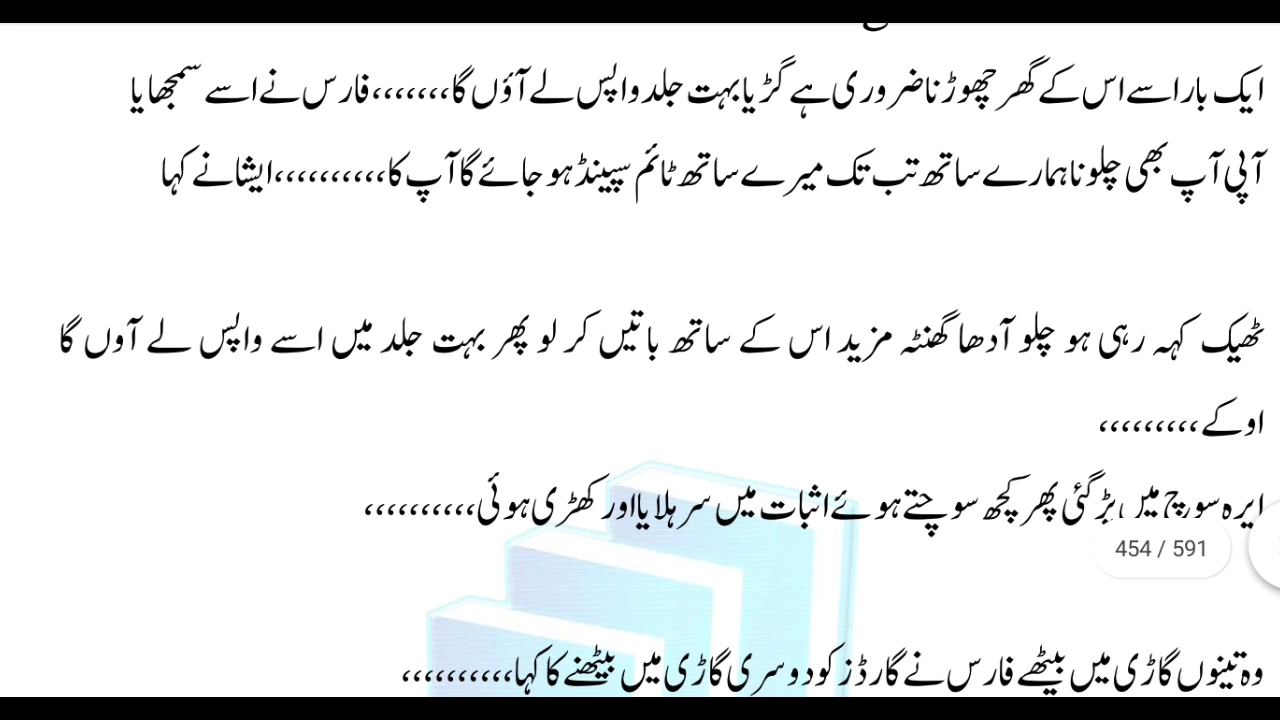 ایک بار اسے اس کے گھر چھوڑنا ضروری ہے گڑیا بہت جلد واپس لے آؤں گا،،،،،،،فارس نے اسے سمجھایا
آپی آپ بھی چلو نا ہمارے ساتھ تب تک میرے ساتھ ٹائم سپینڈ ہو جائے گا آپ کا،،،،،،،،،،ایشا نے کہا
ٹھیک کہہ رہی ہو چلو آدھا گھنٹہ مزید اس کے ساتھ باتیں کر لو پھر بہت جلد میں اسے واپس لے آوں گا
اوکے،،،،،،،،،
ابرہ سوچ میں پڑ گئی پھر کچھ سوچتے ہوئے اثبات میں سر ہلایا اور کھڑی ہوئی،،،،،،،،،،
454 / 591
وہ تینوں گاڑی میں بیٹھے فارس نے گارڈز کو دوسری گاڑی میں بیٹھنے کا کہا،،،،،،،،،،